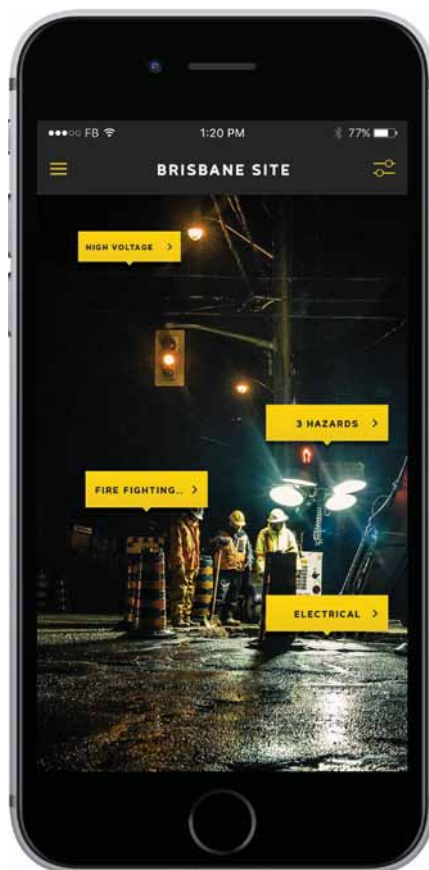 FB
1:20 PM
77%
BRISBANE SITE
HIGH VOLTAGE >
3 HAZARDS >
FIRE FIGHTING.. >
ELECTRICAL >